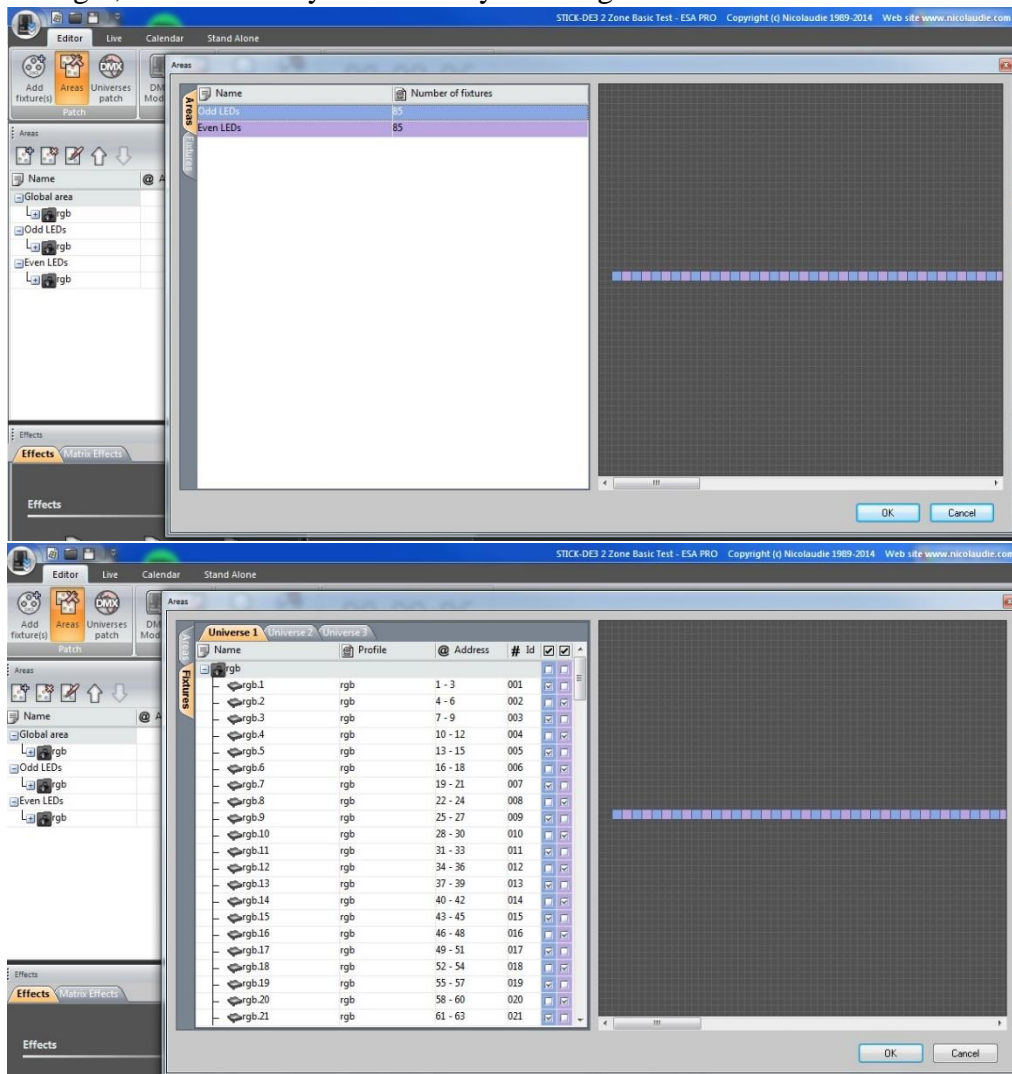 STICK-DE3 2 Zone Basic Test - ESA PRO Copyright (c) Nicolaudie 1989-2014 Web site www.nicolaudie.com
Editor Live Calendar Stand Alone
Add fixture(s)
Areas
Universes patch
Patch
Areas
Name
Global area
rgb
Odd LEDs
rgb
Even LEDs
rgb
Effects
Effects Matrix Effects
Effects
Areas
Areas
Fixtures
Name Number of fixtures
Odd LEDs 85
Even LEDs 85
OK Cancel
STICK-DE3 2 Zone Basic Test - ESA PRO Copyright (c) Nicolaudie 1989-2014 Web site www.nicolaudie.com
Editor Live Calendar Stand Alone
Add fixture(s)
Areas
Universes patch
Patch
Areas
Name
Global area
rgb
Odd LEDs
rgb
Even LEDs
rgb
Effects
Effects Matrix Effects
Effects
Areas
Areas
Fixtures
Universe 1 Universe 2 Universe 3
Name Profile @ Address # Id
rgb
rgb.1 rgb 1 - 3 001
rgb.2 rgb 4 - 6 002
rgb.3 rgb 7 - 9 003
rgb.4 rgb 10 - 12 004
rgb.5 rgb 13 - 15 005
rgb.6 rgb 16 - 18 006
rgb.7 rgb 19 - 21 007
rgb.8 rgb 22 - 24 008
rgb.9 rgb 25 - 27 009
rgb.10 rgb 28 - 30 010
rgb.11 rgb 31 - 33 011
rgb.12 rgb 34 - 36 012
rgb.13 rgb 37 - 39 013
rgb.14 rgb 40 - 42 014
rgb.15 rgb 43 - 45 015
rgb.16 rgb 46 - 48 016
rgb.17 rgb 49 - 51 017
rgb.18 rgb 52 - 54 018
rgb.19 rgb 55 - 57 019
rgb.20 rgb 58 - 60 020
rgb.21 rgb 61 - 63 021
OK Cancel